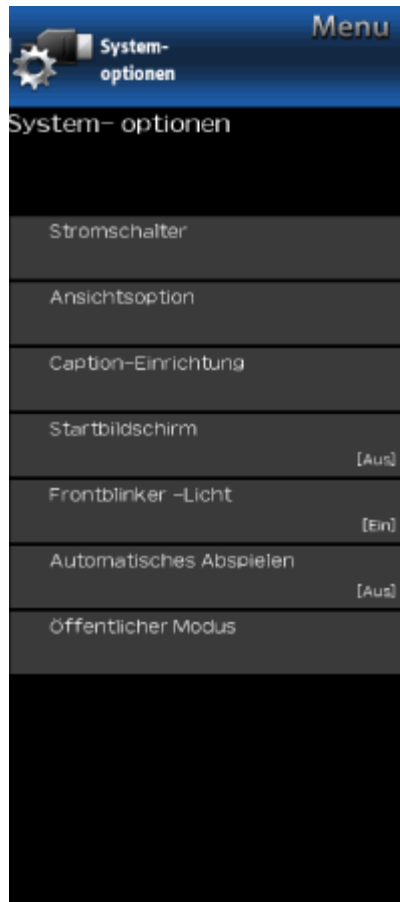 Menu
System-
optionen
System- optionen
Stromschalter
Ansichtsoption
Caption-Einrichtung
Startbildschirm
[Aus]
Frontblinker -Licht
[Ein]
Automatisches Abspielen
[Aus]
Öffentlicher Modus